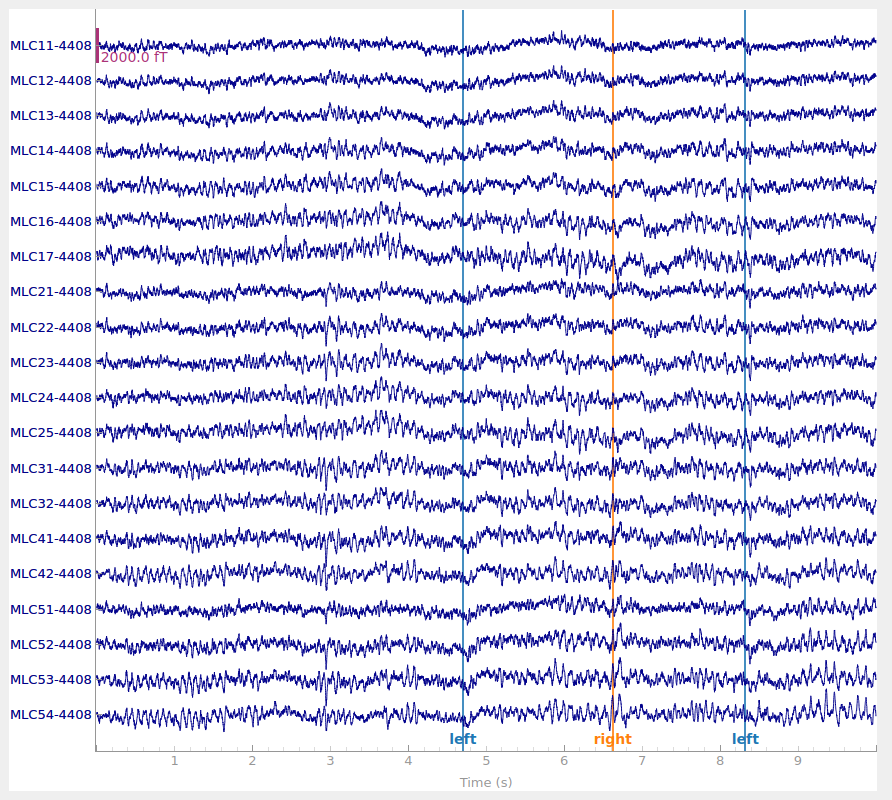 MLC11-4408
2000.0 fT
MLC12-4408
MLC13-4408
MLC14-4408
MLC15-4408
MLC16-4408
MLC17-4408
MLC21-4408
MLC22-4408
MLC23-4408
MLC24-4408
MLC25-4408
MLC31-4408
MLC32-4408
MLC41-4408
MLC42-4408
MLC51-4408
MLC52-4408
MLC53-4408
MLC54-4408
left right left
1 2 3 4 5 6 7 8 9
Time (s)